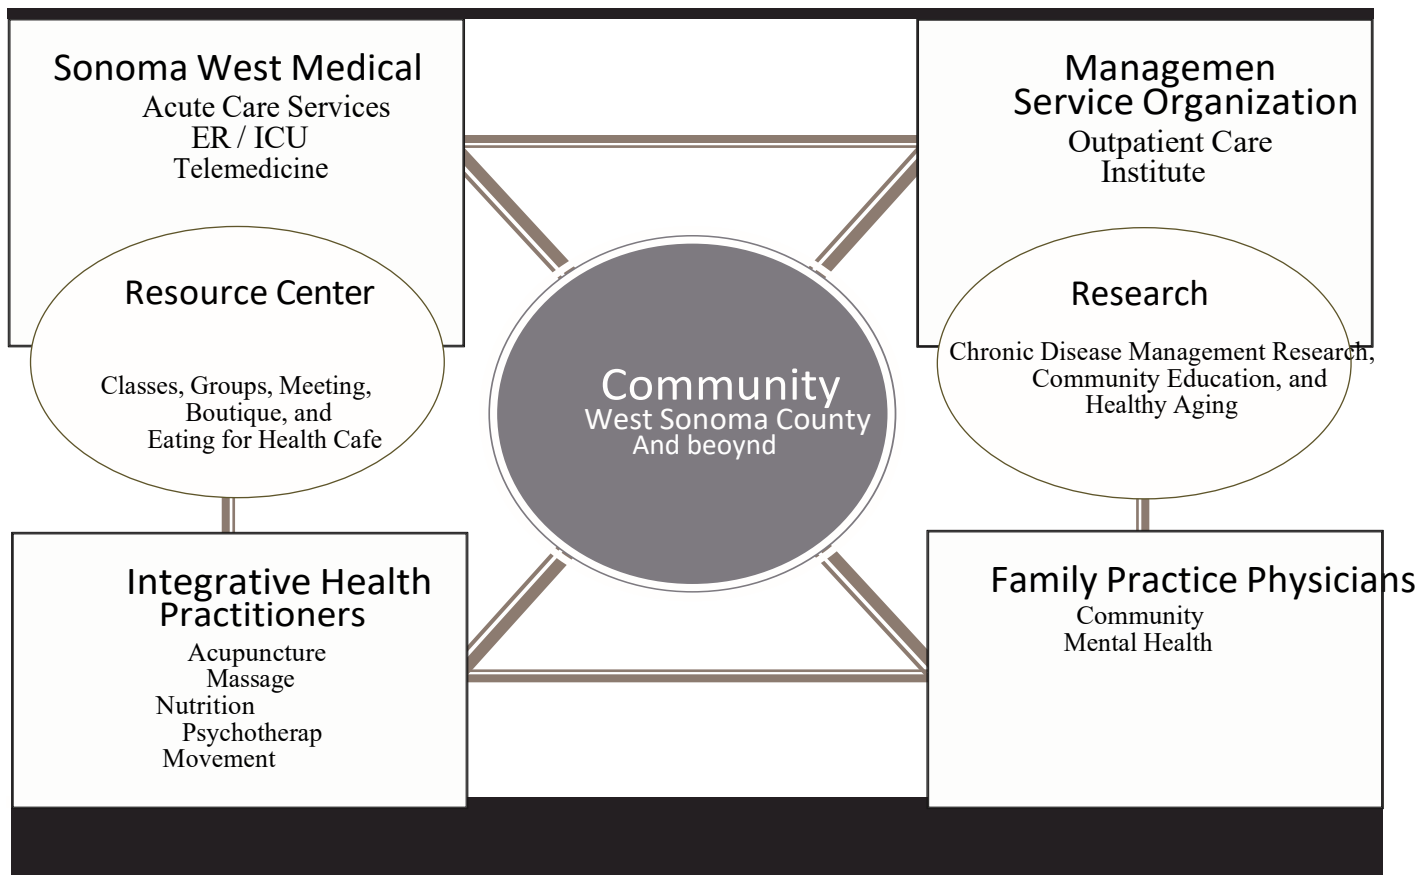 Sonoma West Medical
Acute Care Services
ER / ICU
Telemedicine
Managemen
Service Organization
Outpatient Care
Institute
Resource Center
Classes, Groups, Meeting,
Boutique, and
Eating for Health Cafe
Community
West Sonoma County
And beoynd
Research
Chronic Disease Management Research,
Community Education, and
Healthy Aging
Integrative Health
Practitioners
Acupuncture
Massage
Nutrition
Psychotherap
Movement
Family Practice Physicians
Community
Mental Health